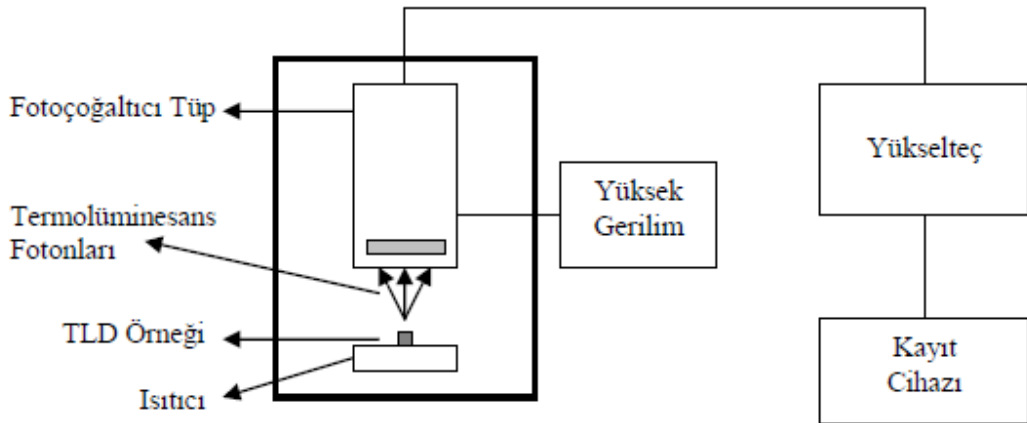 Fotoçoğaltıcı Tüp
Termolüminesans
Fotonları
TLD Örneği
Isıtıcı
Yüksek
Gerilim
Yükselteç
Kayıt
Cihazı